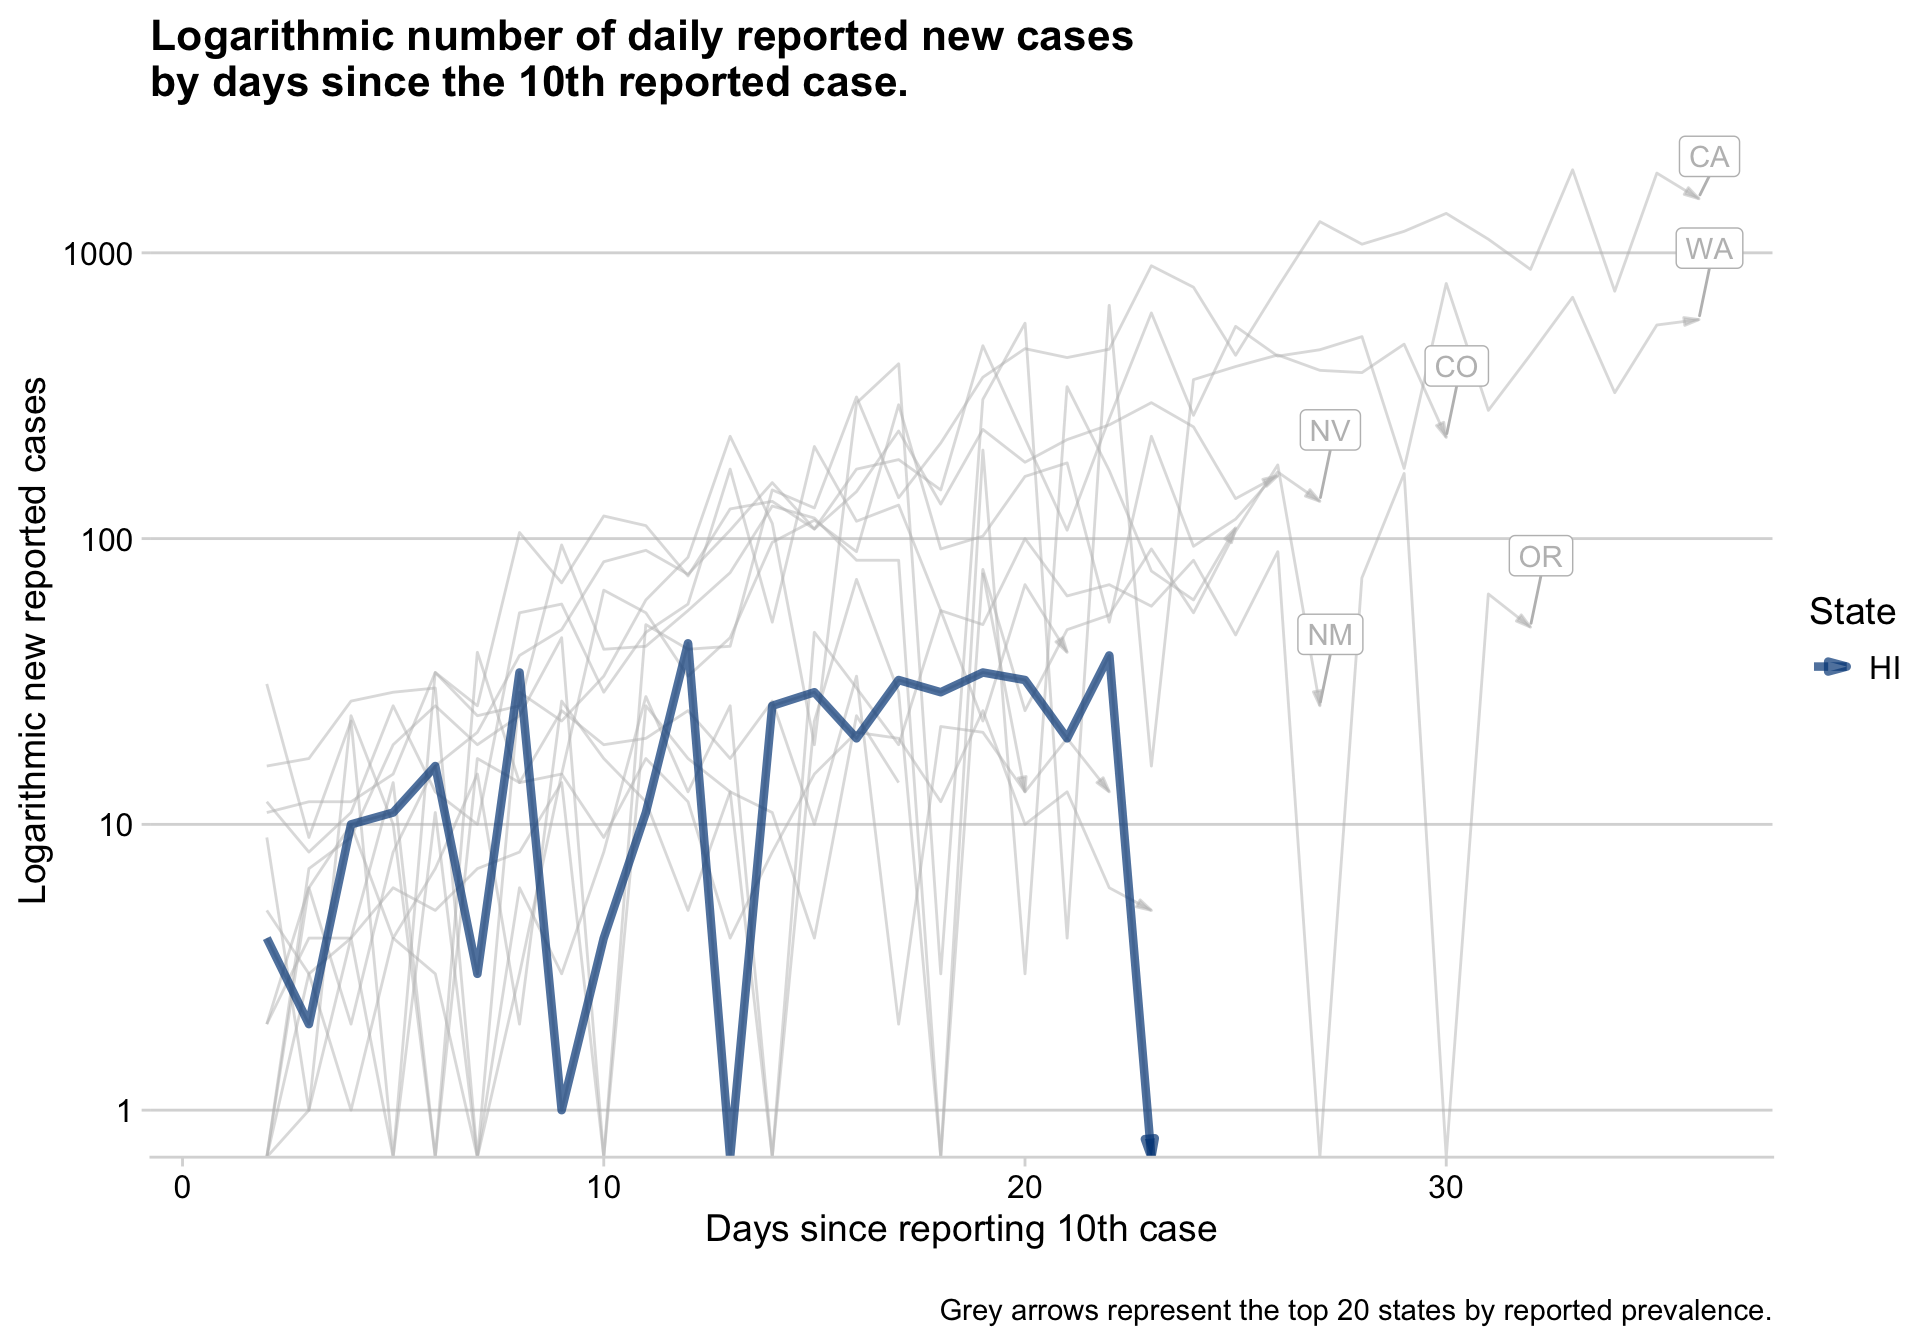 Logarithmic number of daily reported new cases
by days since the 10th reported case.
CA
WA
CO
NV
OR
NM
1000
100
10
1
Logarithmic new reported cases
0
10
20
30
Days since reporting 10th case
State
HI
Grey arrows represent the top 20 states by reported prevalence.